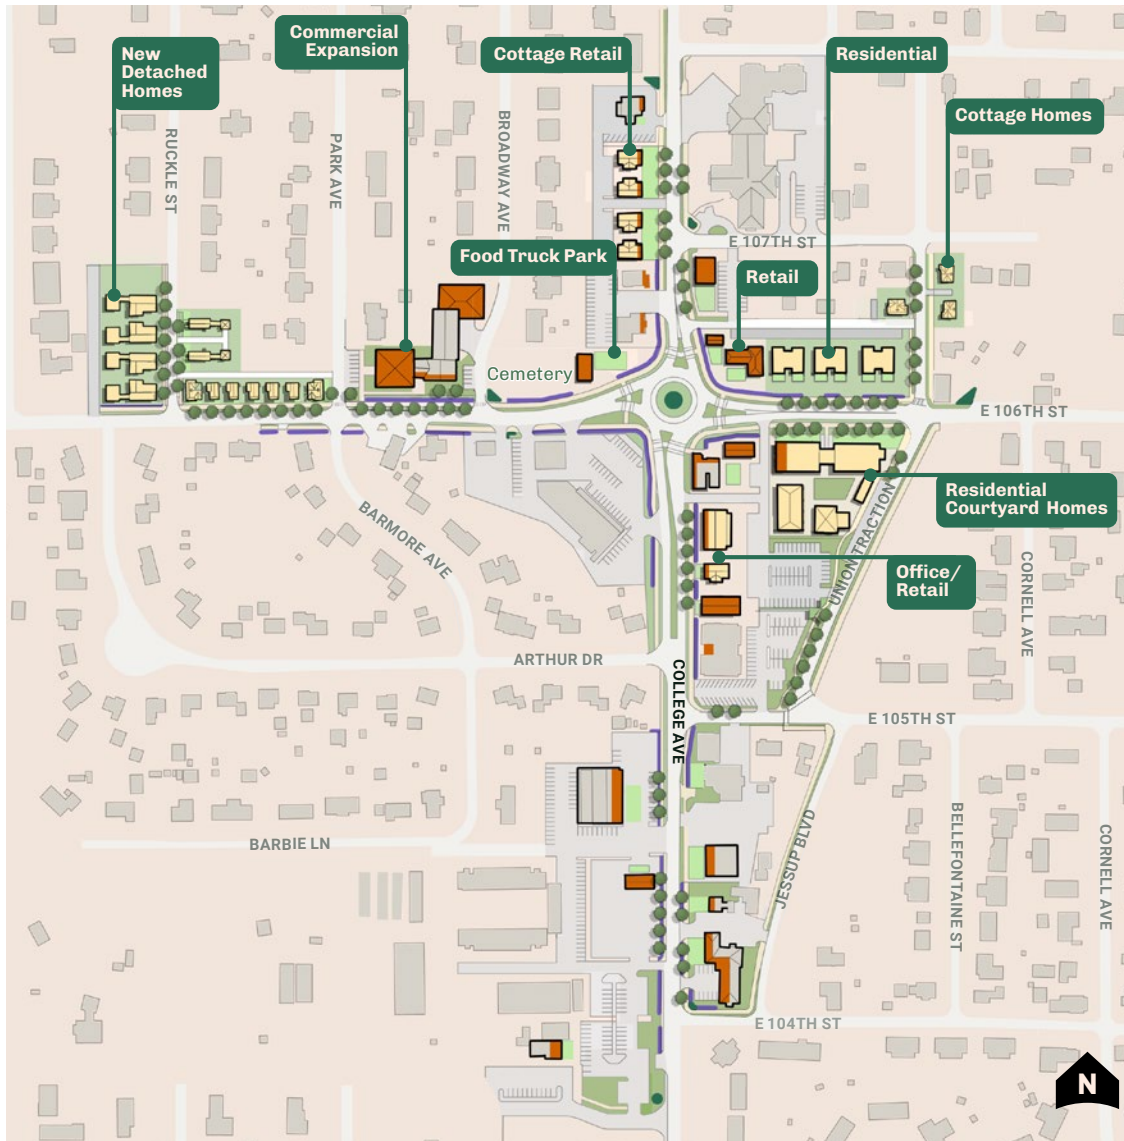 New
Detached
Homes
Commercial
Expansion
Cottage Retail
Residential
Cottage Homes
RUCKLE ST
PARK AVE
BROADWAY AVE
E 107TH ST
Food Truck Park
Retail
Cemetery
E 106TH ST
Residential
Courtyard Homes
BARMORE AVE
UNION TRACTION
Office/
Retail
CORNELL AVE
ARTHUR DR
COLLEGE AVE
E 105TH ST
BARBIE LN
JESSUP BLVD
BELLEFONTAINE ST
CORNELL AVE
E 104TH ST
N